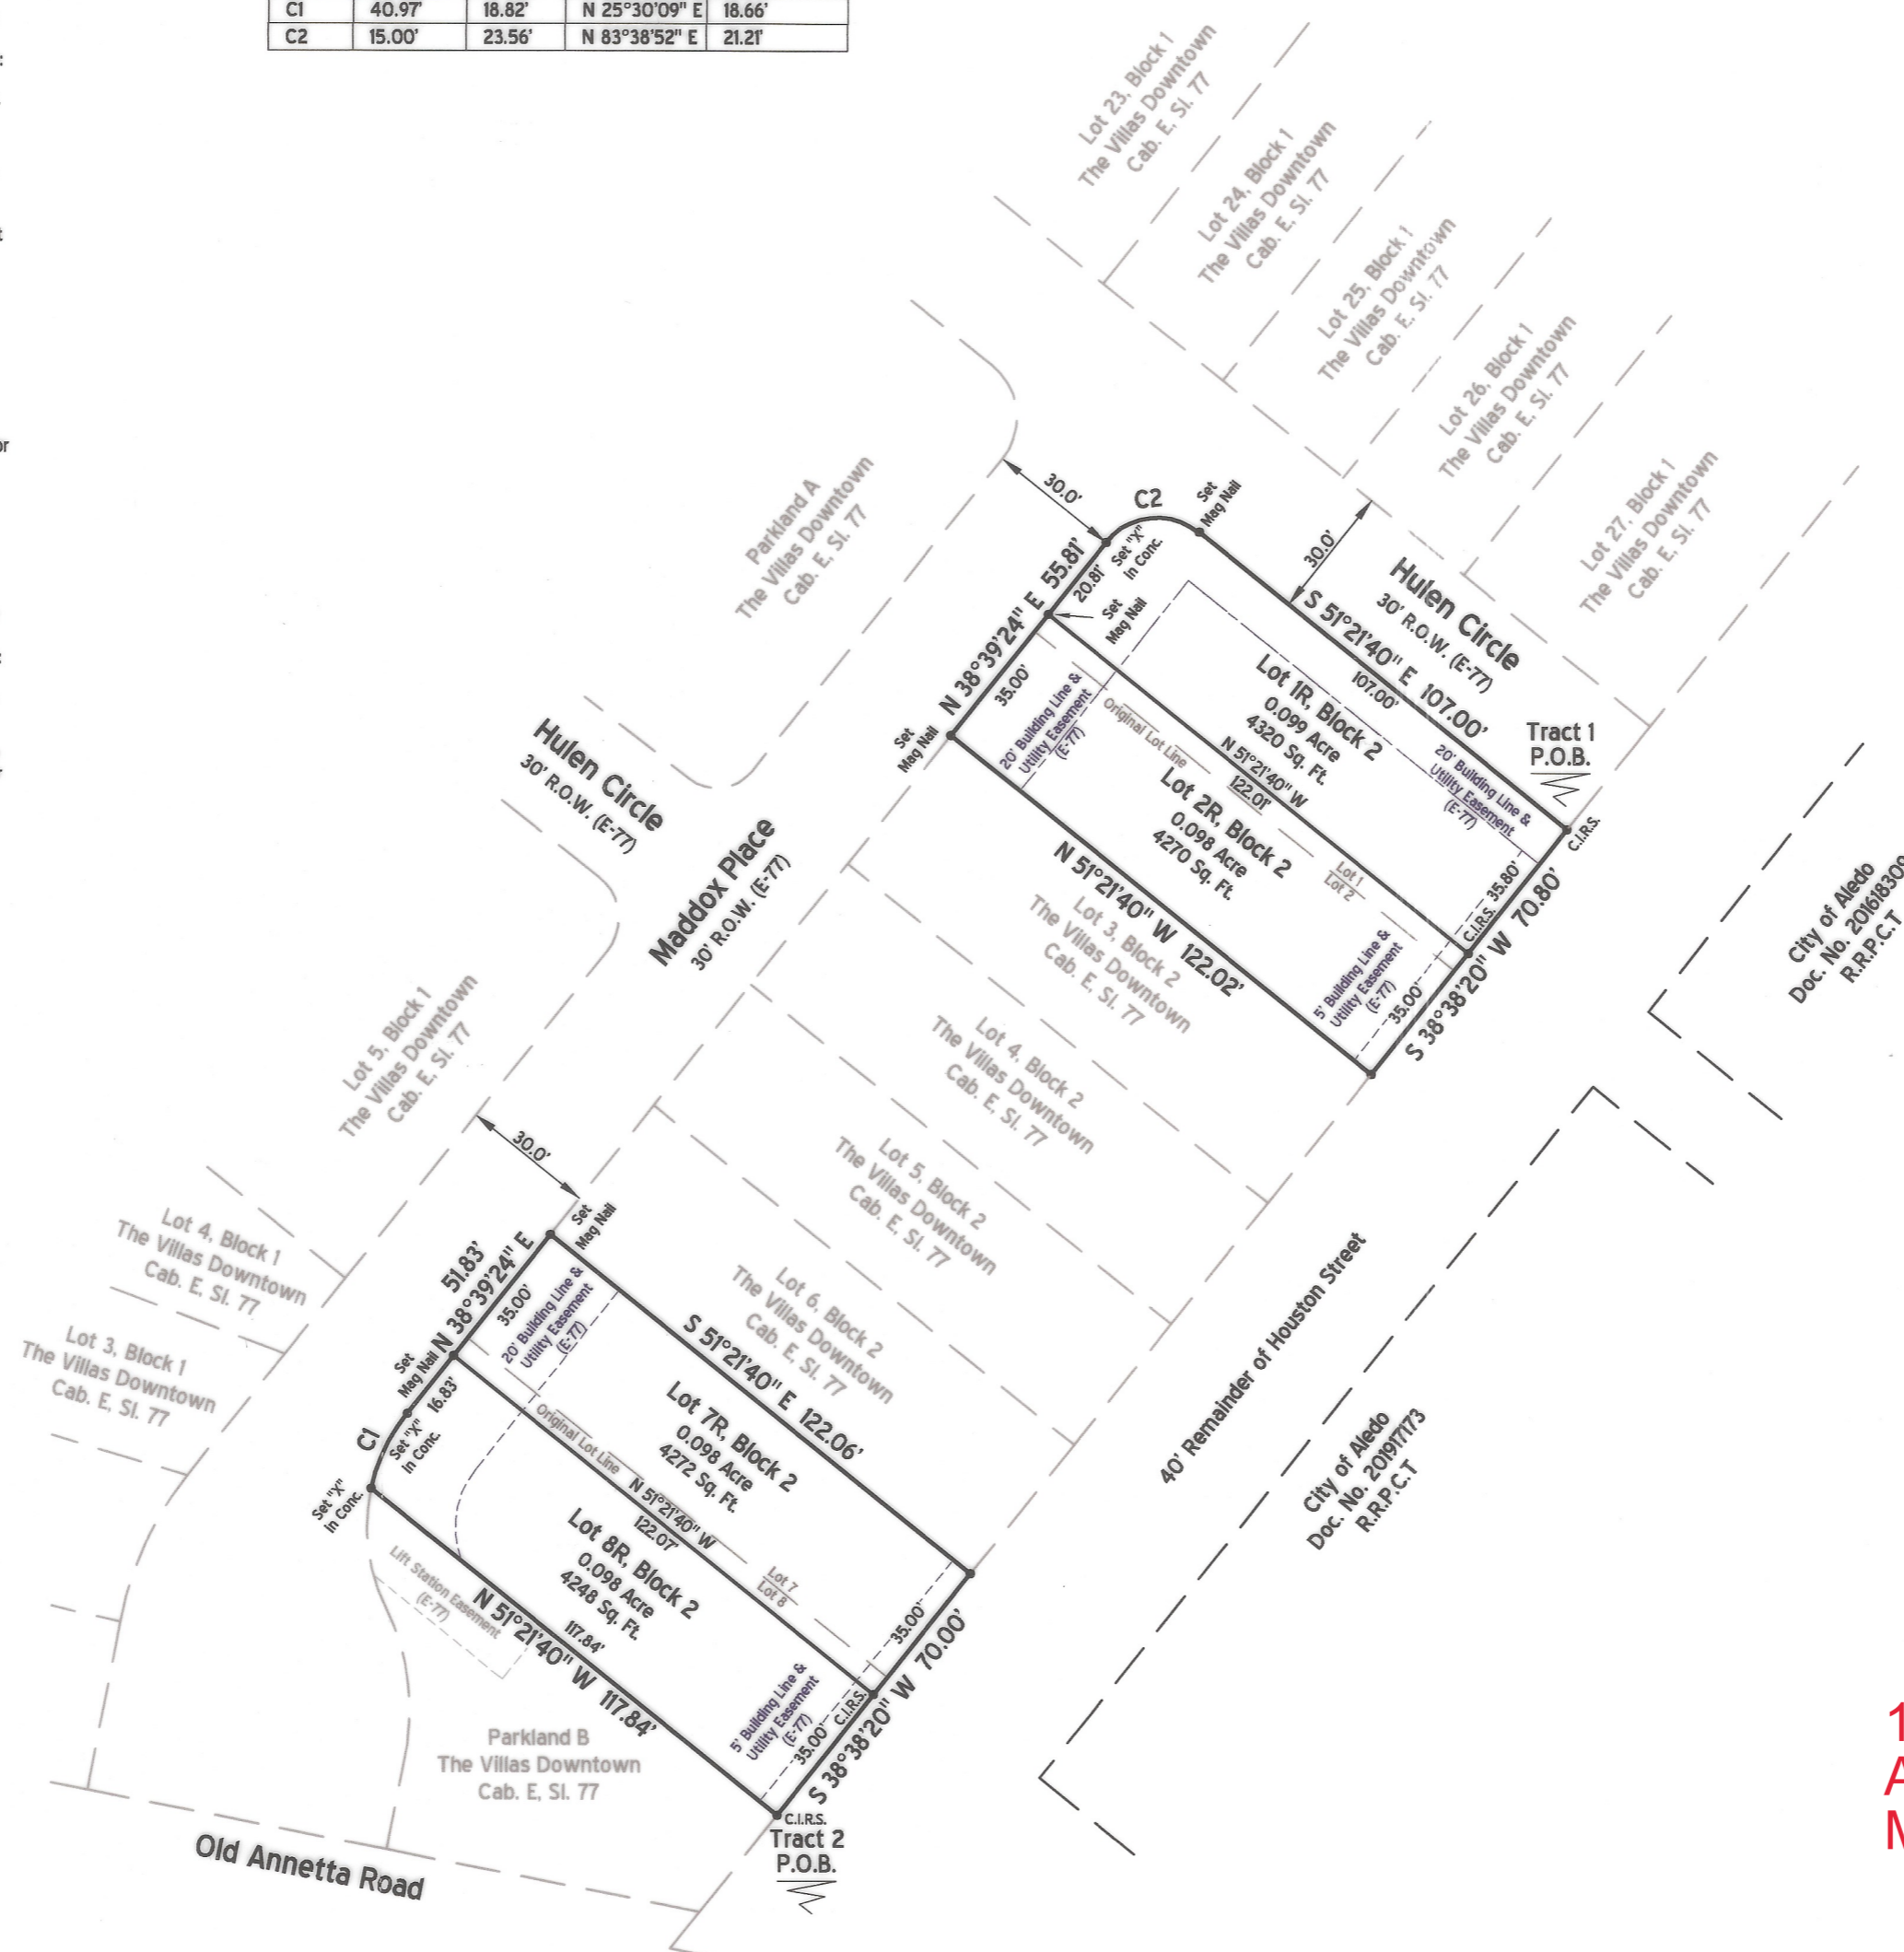 C1 40.97' 18.82' N 25°30'09" E 18.66'
C2 15.00' 23.56' N 83°38'52" E 21.21'
Lot 23, Block 1
The Villas Downtown
Cab. E, Sl. 77
Lot 24, Block 1
The Villas Downtown
Cab. E, Sl. 77
Lot 25, Block 1
The Villas Downtown
Cab. E, Sl. 77
Lot 26, Block 1
The Villas Downtown
Cab. E, Sl. 77
Lot 27, Block 1
The Villas Downtown
Cab. E, Sl. 77
Parkland A
The Villas Downtown
Cab. E, Sl. 77
30.0'
C2
Set
Mag Nail
Set "X"
In Conc.
30.0'
Hulen Circle
30' R.O.W. (E-77)
N 38°39'24" E 55.81'
20.81'
Set
Mag Nail
35.00'
S 51°21'40" E 107.00'
107.00'
Lot 1R, Block 2
0.099 Acre
4320 Sq. Ft.
20' Building Line &
Utility Easement
(E-77)
Tract 1
P.O.B.
C.I.R.S.
Set
Mag Nail
20' Building Line &
Utility Easement
(E-77)
Original Lot Line
N 51°21'40" W
122.01'
Lot 2R, Block 2
0.098 Acre
4270 Sq. Ft.
Lot 1
Lot 2
35.80'
C.I.R.S.
S 38°38'20" W 70.80'
35.00'
5' Building Line &
Utility Easement
(E-77)
N 51°21'40" W 122.02'
City of Aledo
Doc. No. 201618309
R.R.P.C.T
Hulen Circle
30' R.O.W. (E-77)
Maddox Place
30' R.O.W. (E-77)
Lot 3, Block 2
The Villas Downtown
Cab. E, Sl. 77
Lot 4, Block 2
The Villas Downtown
Cab. E, Sl. 77
Lot 5, Block 2
The Villas Downtown
Cab. E, Sl. 77
Lot 6, Block 2
The Villas Downtown
Cab. E, Sl. 77
Lot 5, Block 1
The Villas Downtown
Cab. E, Sl. 77
30.0'
Lot 4, Block 1
The Villas Downtown
Cab. E, Sl. 77
Lot 3, Block 1
The Villas Downtown
Cab. E, Sl. 77
Set
Mag Nail
51.83'
N 38°39'24" E
35.00'
20' Building Line &
Utility Easement
(E-77)
Set
Mag Nail
16.83'
C1
Set "X"
In Conc.
Set "X"
In Conc.
S 51°21'40" E 122.06'
Lot 7R, Block 2
0.098 Acre
4272 Sq. Ft.
Original Lot Line
N 51°21'40" W
122.07'
Lot 8R, Block 2
0.098 Acre
4248 Sq. Ft.
Lot 7
Lot 8
35.00'
C.I.R.S.
S 38°38'20" W 70.00'
35.00'
5' Building Line &
Utility Easement
(E-77)
Lift Station Easement
(E-77)
N 51°21'40" W 117.84'
117.84'
C.I.R.S.
Tract 2
P.O.B.
Parkland B
The Villas Downtown
Cab. E, Sl. 77
Old Annetta Road
40' Remainder of Houston Street
City of Aledo
Doc. No. 201917173
R.R.P.C.T